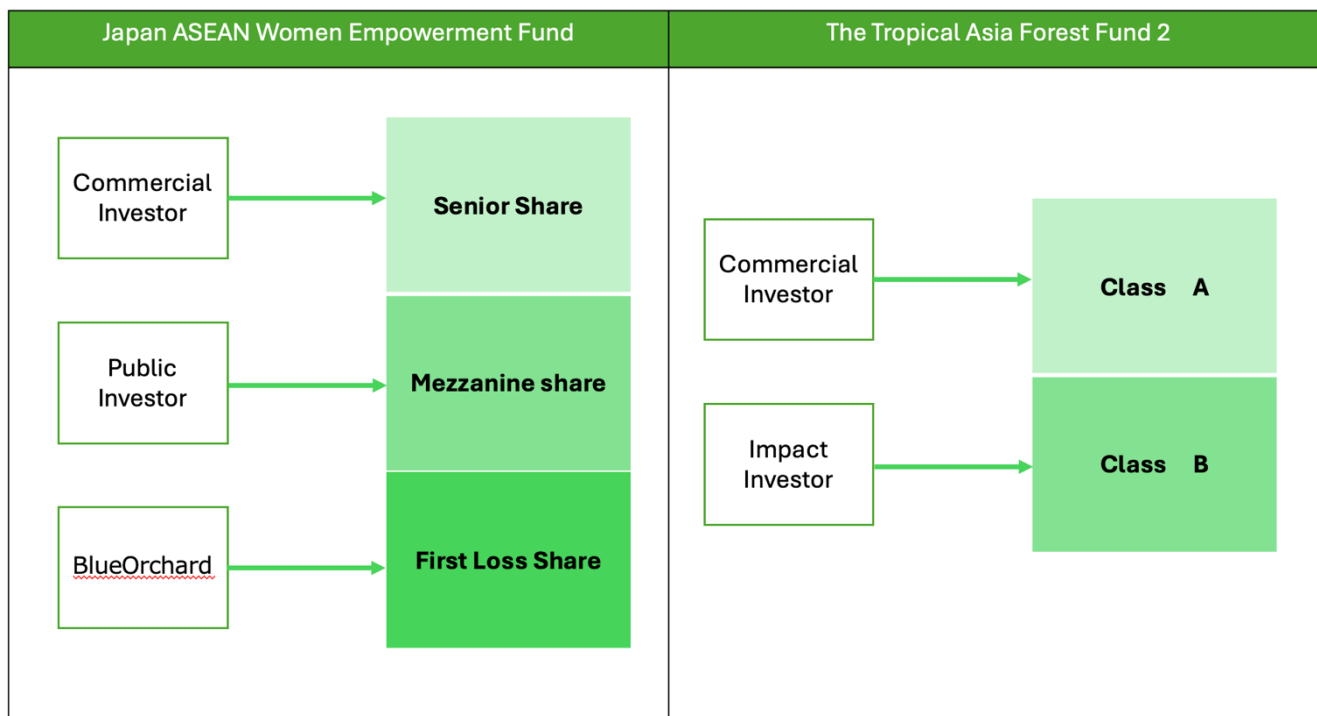 Japan ASEAN Women Empowerment Fund
The Tropical Asia Forest Fund 2
Commercial
Investor
Senior Share
Public
Investor
Mezzanine share
BlueOrchard
First Loss Share
Commercial
Investor
Class A
Impact
Investor
Class B